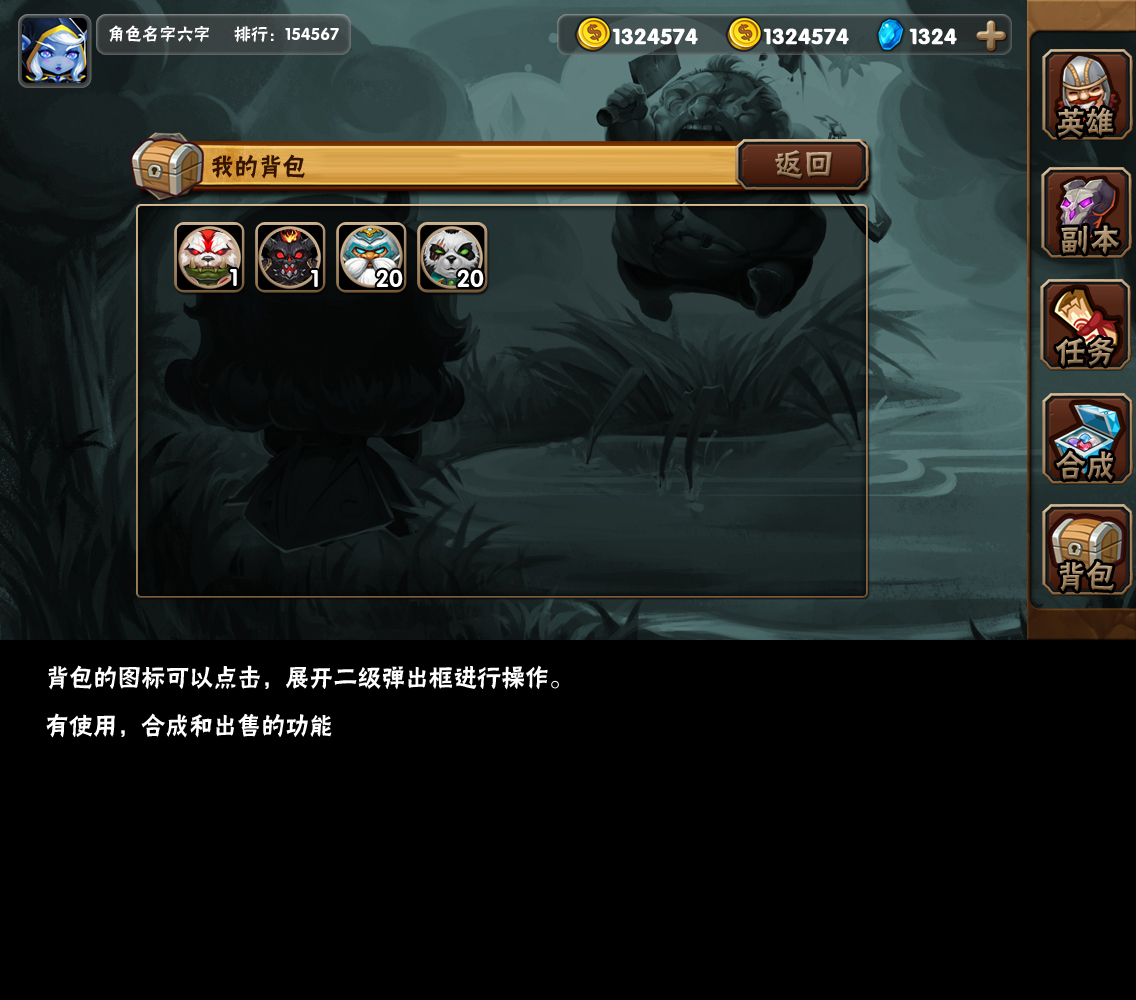 角色名字六字 排行：154567
1324574 1324574 1324
我的背包 返回
1 1 20 20
英雄
副本
任务
合成
背包
背包的图标可以点击，展开二级弹出框进行操作。
有使用，合成和出售的功能